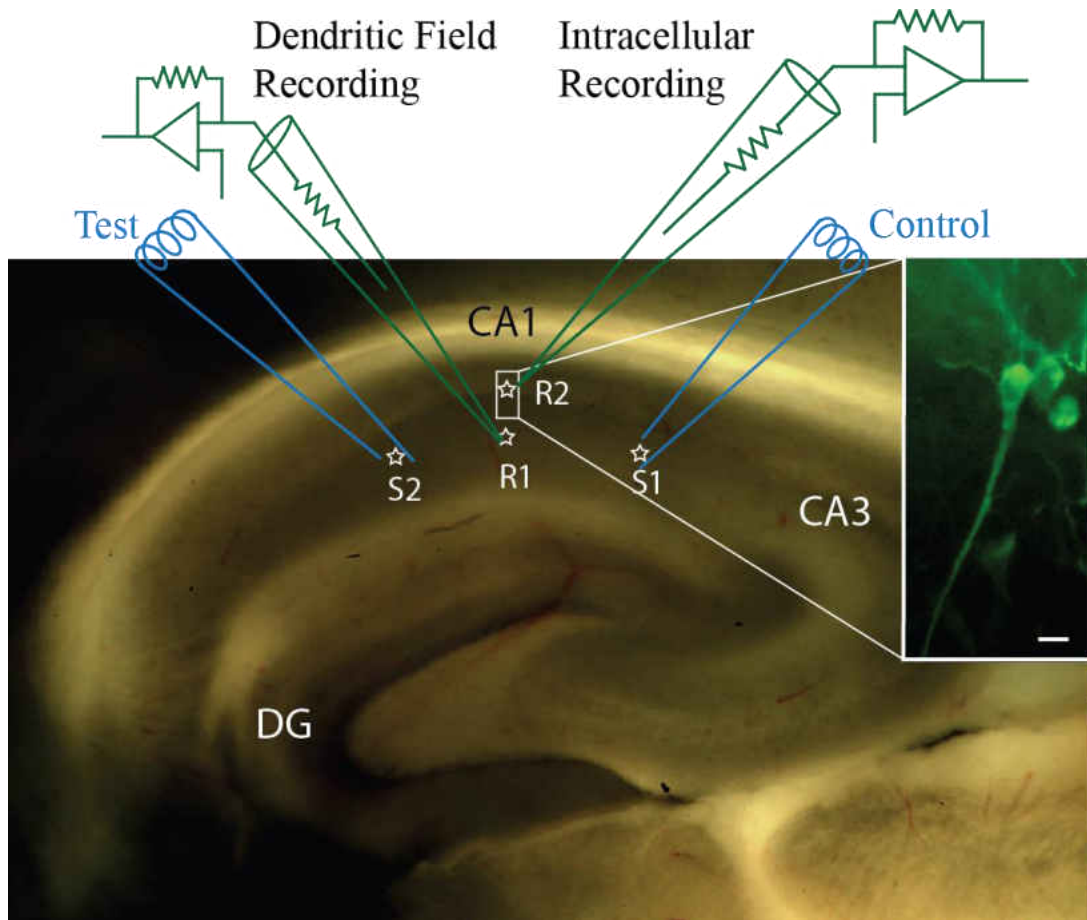 Dendritic Field
Recording
Intracellular
Recording
Test
Control
CA1
R2
S2
R1
S1
CA3
DG